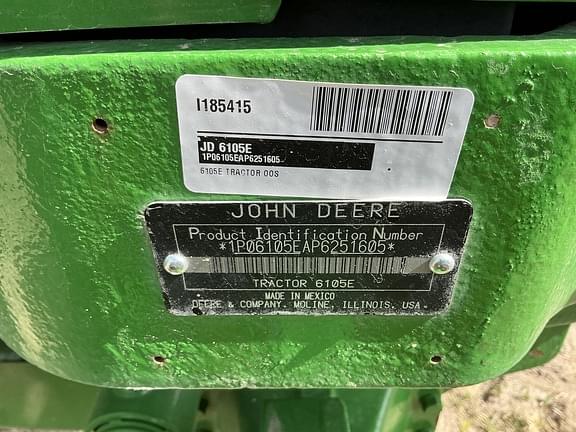 I185415
JD 6105E
1P06105EAP6251605
6105E TRACTOR OOS
JOHN DEERE
Product Identification Number
*1P06105EAP6251605*
TRACTOR 6105E
MADE IN MEXICO
DEERE & COMPANY, MOLINE, ILLINOIS, USA.